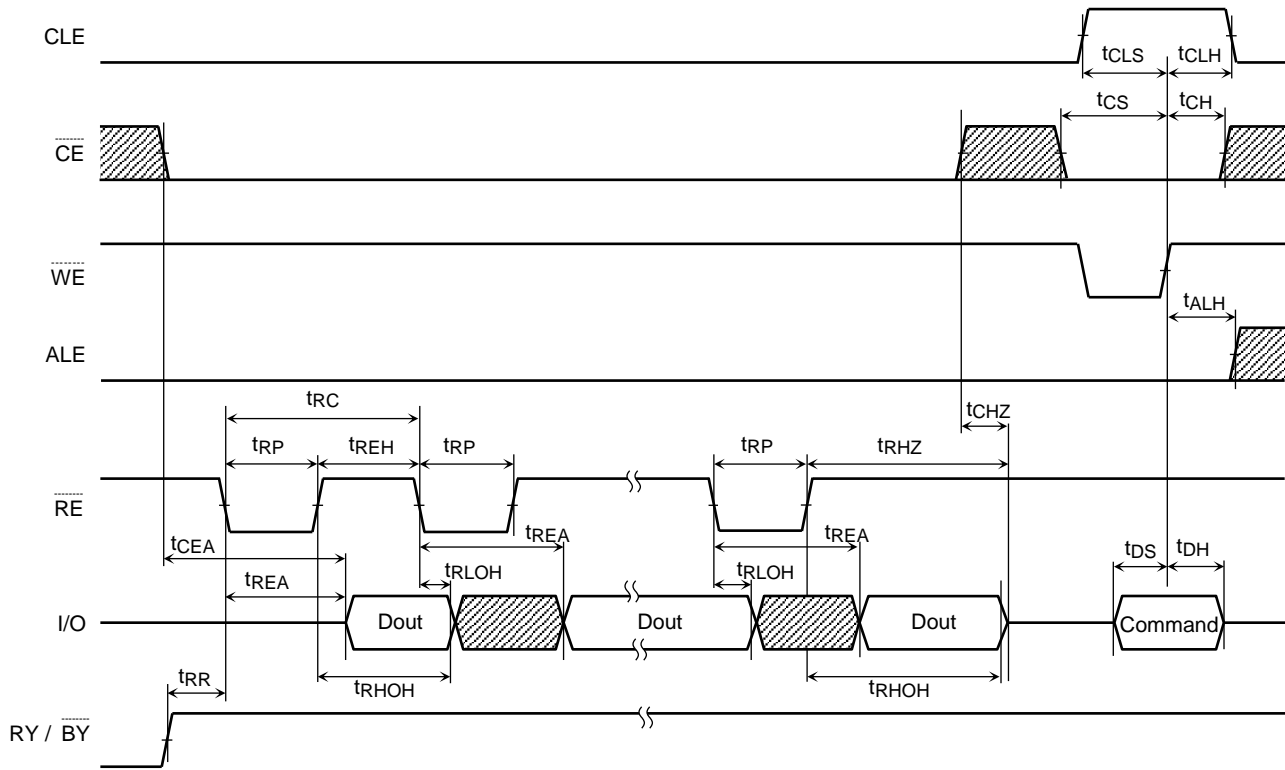 CLE
tCLS tCLH
tCS tCH
CE
WE
tALH
ALE
tRC
tCHZ
tRP tREH tRP tRP tRHZ
RE
tCEA tREA tREA tDS tDH
tREA tRLOH tRLOH
I/O Dout Dout Dout Command
tRR tRHOH tRHOH
RY / BY